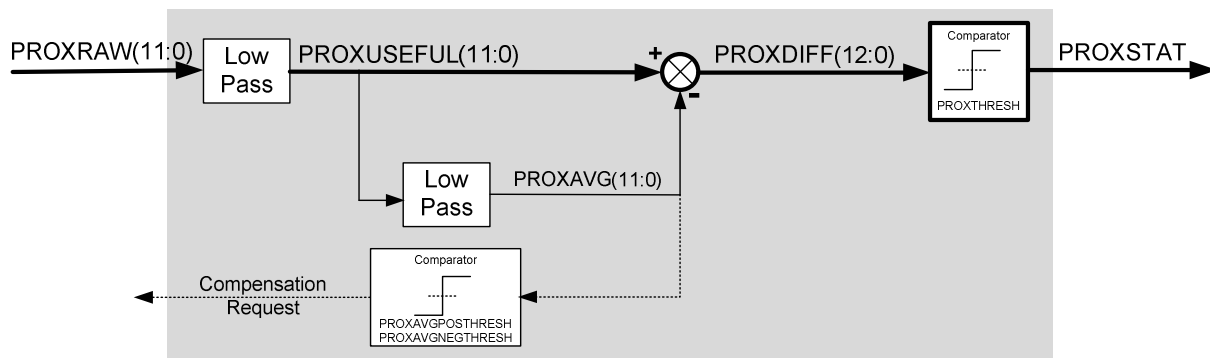 PROXRAW(11:0)
Low
Pass
PROXUSEFUL(11:0)
+
-
PROXDIFF(12:0)
Comparator
PROXTHRESH
PROXSTAT
Low
Pass
PROXAVG(11:0)
Comparator
PROXAVGPOSTHRESH
PROXAVGNEGTHRESH
Compensation
Request